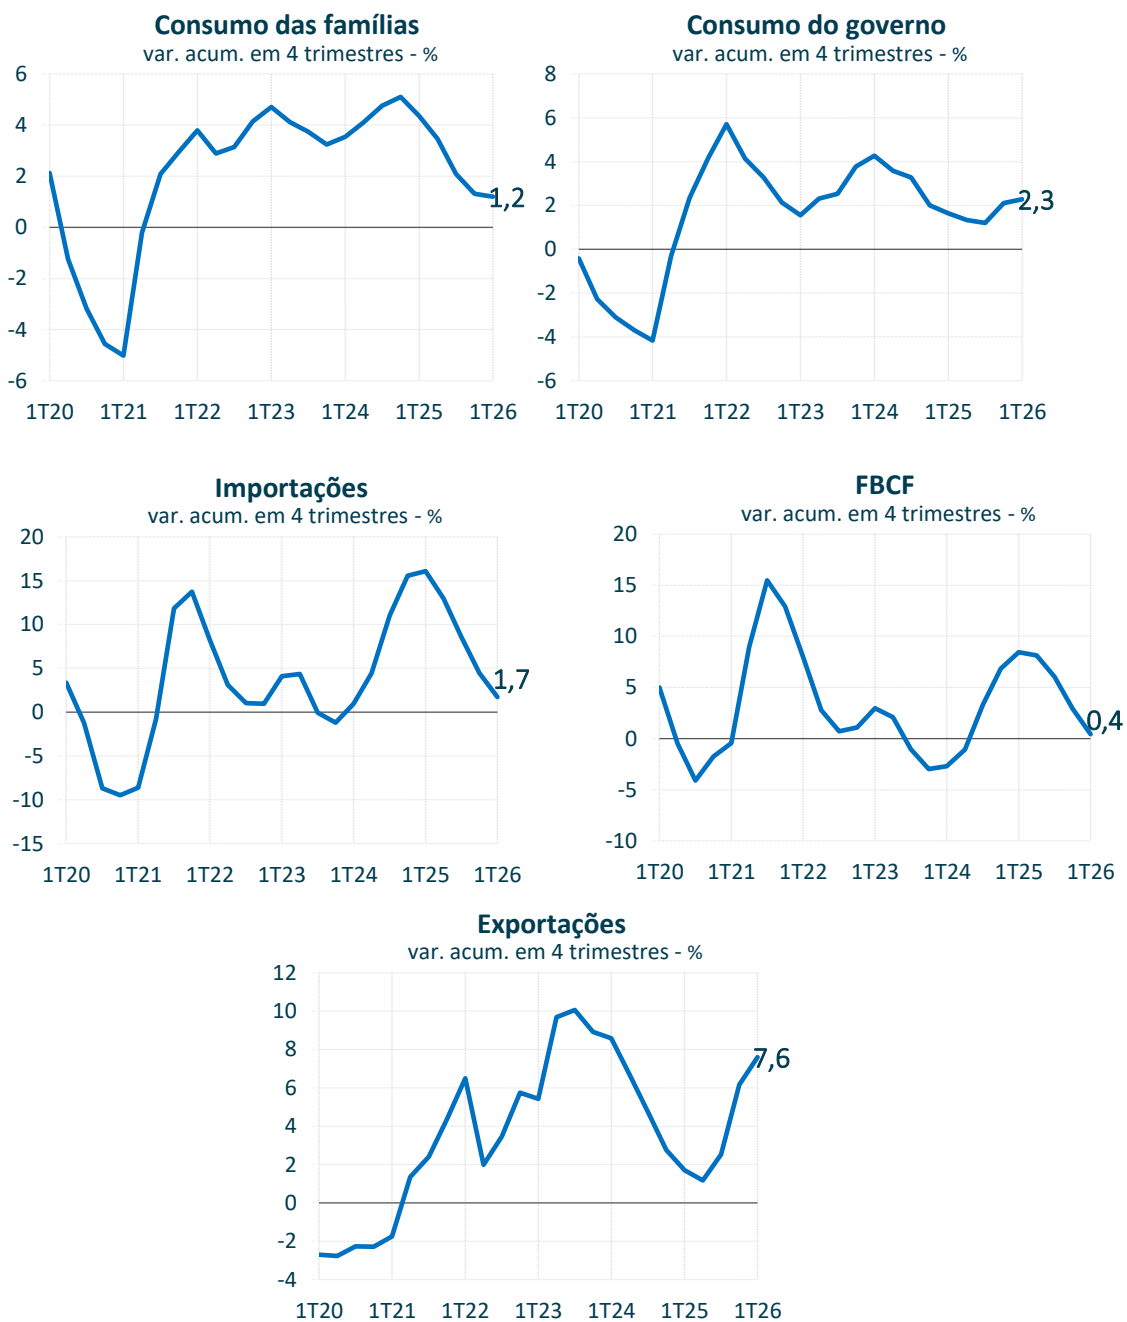 Consumo das famílias
var. acum. em 4 trimestres - %
6
4
2
0
-2
-4
-6
1,2
1T20 1T21 1T22 1T23 1T24 1T25 1T26
Consumo do governo
var. acum. em 4 trimestres - %
8
6
4
2
0
-2
-4
-6
2,3
1T20 1T21 1T22 1T23 1T24 1T25 1T26
Importações
var. acum. em 4 trimestres - %
20
15
10
5
0
-5
-10
-15
1,7
1T20 1T21 1T22 1T23 1T24 1T25 1T26
FBCF
var. acum. em 4 trimestres - %
20
15
10
5
0
-5
-10
0,4
1T20 1T21 1T22 1T23 1T24 1T25 1T26
Exportações
var. acum. em 4 trimestres - %
12
10
8
6
4
2
0
-2
-4
7,6
1T20 1T21 1T22 1T23 1T24 1T25 1T26